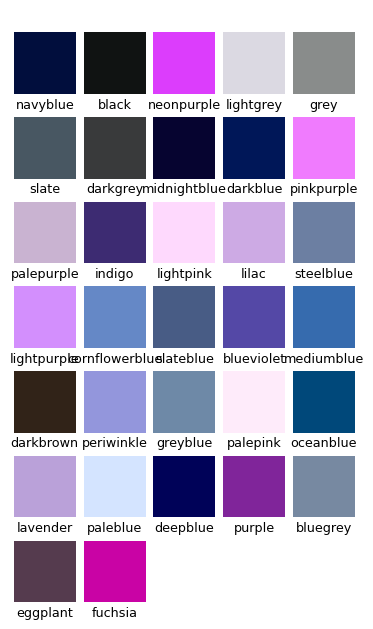 navyblue black neonpurple lightgrey grey
slate darkgrey midnightblue darkblue pinkpurple
palepurple indigo lightpink lilac steelblue
lightpurple cornflowerblue slateblue blueviolet mediumblue
darkbrown periwinkle greyblue palepink oceanblue
lavender paleblue deepblue purple bluegrey
eggplant fuchsia